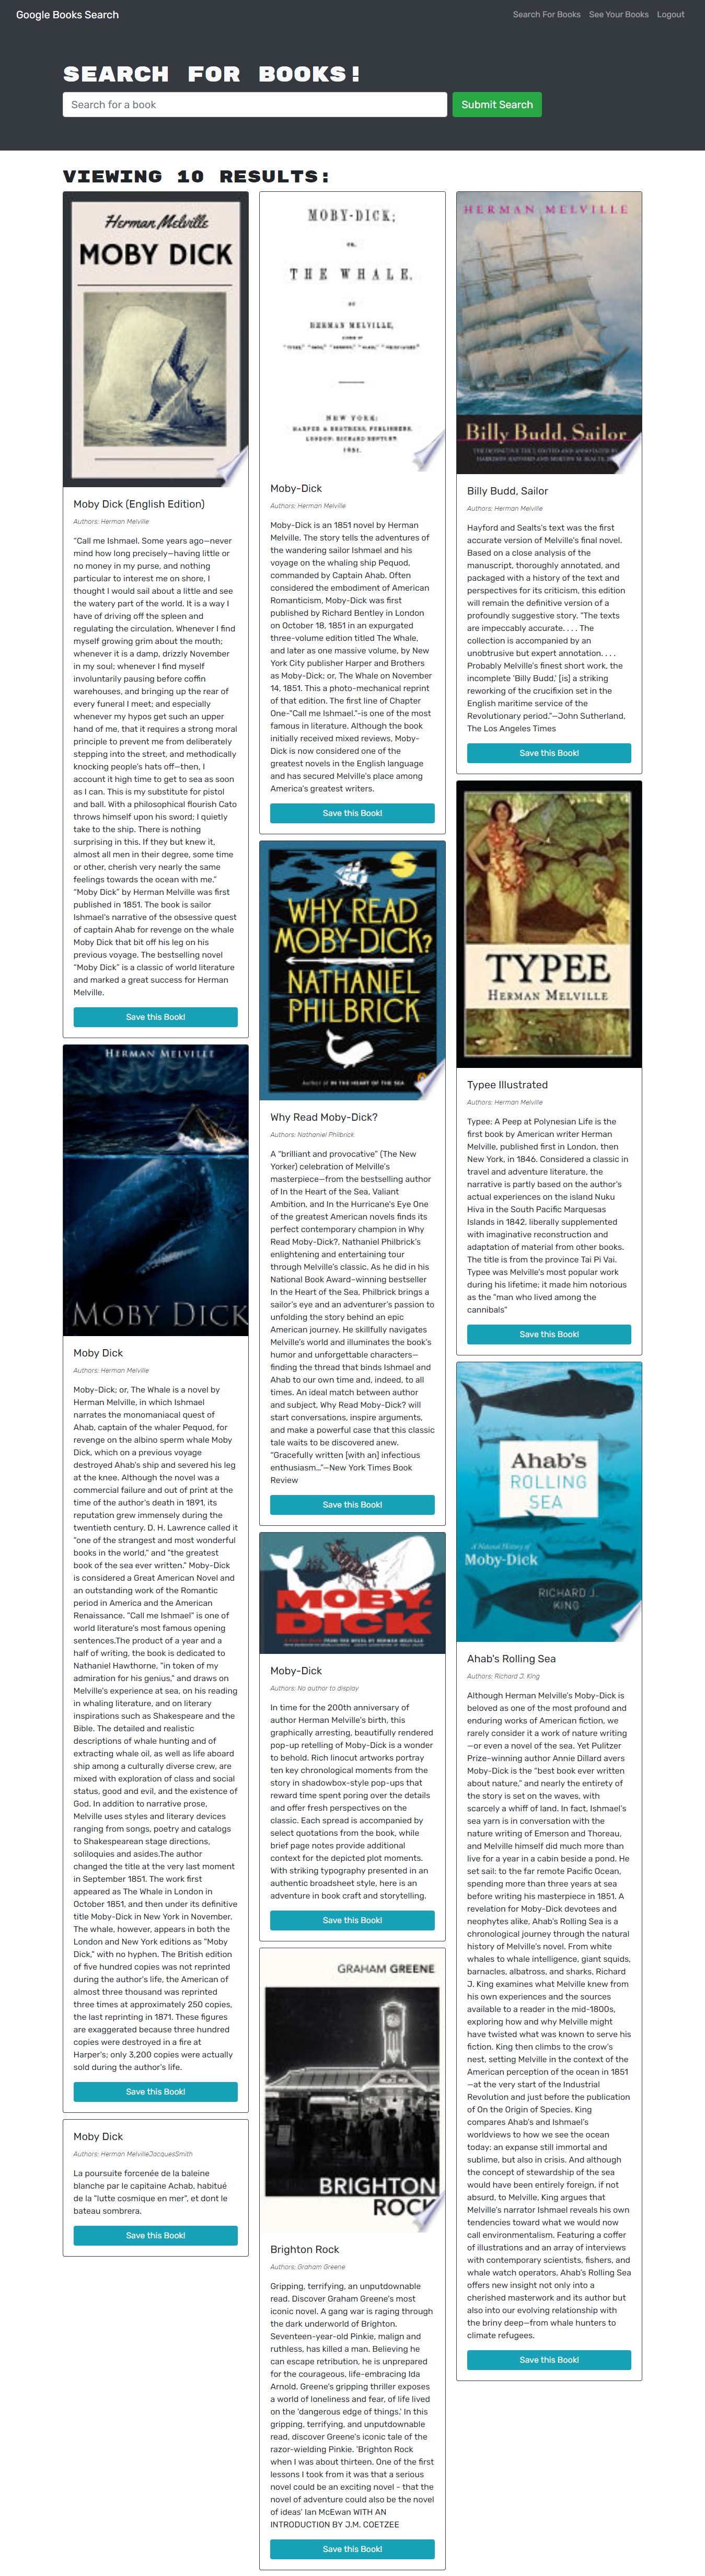 Google Books Search
Search For Books
See Your Books
Logout
SEARCH FOR BOOKS!
Search for a book
Submit Search
VIEWING 10 RESULTS:
Herman Melville
MOBY DICK
Moby Dick (English Edition)
Authors: Herman Melville
"Call me Ishmael. Some years ago—never
mind how long precisely—having little or
no money in my purse, and nothing
particular to interest me on shore, I
thought I would sail about a little and see
the watery part of the world. It is a way I
have of driving off the spleen and
regulating the circulation. Whenever I find
myself growing grim about the mouth;
whenever it is a damp, drizzly November
in my soul; whenever I find myself
involuntarily pausing before coffin
warehouses, and bringing up the rear of
every funeral I meet; and especially
whenever my hypos get such an upper
hand of me, that it requires a strong moral
principle to prevent me from deliberately
stepping into the street, and methodically
knocking people's hats off—then, I
account it high time to get to sea as soon
as I can. This is my substitute for pistol
and ball. With a philosophical flourish Cato
throws himself upon his sword; I quietly
take to the ship. There is nothing
surprising in this. If they but knew it,
almost all men in their degree, some time
or other, cherish very nearly the same
feelings towards the ocean with me."
"Moby Dick" by Herman Melville was first
published in 1851. The book is sailor
Ishmael's narrative of the obsessive quest
of captain Ahab for revenge on the whale
Moby Dick that bit off his leg on his
previous voyage. The bestselling novel
"Moby Dick" is a classic of world literature
and marked a great success for Herman
Melville.
Save this Book!
HERMAN MELVILLE
MOBY DICK
Moby Dick
Authors: Herman Melville
Moby-Dick; or, The Whale is a novel by
Herman Melville, in which Ishmael
narrates the monomaniacal quest of
Ahab, captain of the whaler Pequod, for
revenge on the albino sperm whale Moby
Dick, which on a previous voyage
destroyed Ahab's ship and severed his leg
at the knee. Although the novel was a
commercial failure and out of print at the
time of the author's death in 1891, its
reputation grew immensely during the
twentieth century. D. H. Lawrence called it
"one of the strangest and most wonderful
books in the world," and "the greatest
book of the sea ever written." Moby-Dick
is considered a Great American Novel and
an outstanding work of the Romantic
period in America and the American
Renaissance. "Call me Ishmael" is one of
world literature's most famous opening
sentences.The product of a year and a
half of writing, the book is dedicated to
Nathaniel Hawthorne, "in token of my
admiration for his genius," and draws on
Melville's experience at sea, on his reading
in whaling literature, and on literary
inspirations such as Shakespeare and the
Bible. The detailed and realistic
descriptions of whale hunting and of
extracting whale oil, as well as life aboard
ship among a culturally diverse crew, are
mixed with exploration of class and social
status, good and evil, and the existence of
God. In addition to narrative prose,
Melville uses styles and literary devices
ranging from songs, poetry and catalogs
to Shakespearean stage directions,
soliloquies and asides.The author
changed the title at the very last moment
in September 1851. The work first
appeared as The Whale in London in
October 1851, and then under its definitive
title Moby-Dick in New York in November.
The whale, however, appears in both the
London and New York editions as "Moby
Dick," with no hyphen. The British edition
of five hundred copies was not reprinted
during the author's life, the American of
almost three thousand was reprinted
three times at approximately 250 copies,
the last reprinting in 1871. These figures
are exaggerated because three hundred
copies were destroyed in a fire at
Harper's; only 3,200 copies were actually
sold during the author's life.
Save this Book!
Moby Dick
Authors: Herman MelvilleJacquesSmith
La poursuite forcenée de la baleine
blanche par le capitaine Achab, habitué
de la "lutte cosmique en mer", et dont le
bateau sombrera.
Save this Book!
MOBY-DICK;
OR,
THE WHALE.
BY
HERMAN MELVILLE,
NEW YORK:
HARPER & BROTHERS, PUBLISHERS.
LONDON: RICHARD BENTLEY
1851.
Moby-Dick
Authors: Herman Melville
Moby-Dick is an 1851 novel by Herman
Melville. The story tells the adventures of
the wandering sailor Ishmael and his
voyage on the whaling ship Pequod,
commanded by Captain Ahab. Often
considered the embodiment of American
Romanticism, Moby-Dick was first
published by Richard Bentley in London
on October 18, 1851 in an expurgated
three-volume edition titled The Whale,
and later as one massive volume, by New
York City publisher Harper and Brothers
as Moby-Dick; or, The Whale on November
14, 1851. This a photo-mechanical reprint
of that edition. The first line of Chapter
One-"Call me Ishmael."-is one of the most
famous in literature. Although the book
initially received mixed reviews, Moby-
Dick is now considered one of the
greatest novels in the English language
and has secured Melville's place among
America's greatest writers.
Save this Book!
WHY READ
MOBY-DICK?
NATHANIEL
PHILBRICK
Author of IN THE HEART OF THE SEA
Why Read Moby-Dick?
Authors: Nathaniel Philbrick
A "brilliant and provocative" (The New
Yorker) celebration of Melville's
masterpiece—from the bestselling author
of In the Heart of the Sea, Valiant
Ambition, and In the Hurricane's Eye One
of the greatest American novels finds its
perfect contemporary champion in Why
Read Moby-Dick?, Nathaniel Philbrick's
enlightening and entertaining tour
through Melville's classic. As he did in his
National Book Award–winning bestseller
In the Heart of the Sea, Philbrick brings a
sailor's eye and an adventurer's passion to
unfolding the story behind an epic
American journey. He skillfully navigates
Melville's world and illuminates the book's
humor and unforgettable characters—
finding the thread that binds Ishmael and
Ahab to our own time and, indeed, to all
times. An ideal match between author
and subject, Why Read Moby-Dick? will
start conversations, inspire arguments,
and make a powerful case that this classic
tale waits to be discovered anew.
"Gracefully written [with an] infectious
enthusiasm…"—New York Times Book
Review
Save this Book!
MOBY-
DICK
Moby-Dick
Authors: No author to display
In time for the 200th anniversary of
author Herman Melville's birth, this
graphically arresting, beautifully rendered
pop-up retelling of Moby-Dick is a wonder
to behold. Rich linocut artworks portray
ten key chronological moments from the
story in shadowbox-style pop-ups that
reward time spent poring over the details
and offer fresh perspectives on the
classic. Each spread is accompanied by
select quotations from the book, while
brief page notes provide additional
context for the depicted plot moments.
With striking typography presented in an
authentic broadsheet style, here is an
adventure in book craft and storytelling.
Save this Book!
GRAHAM GREENE
BRIGHTON
ROCK
Brighton Rock
Authors: Graham Greene
Gripping, terrifying, an unputdownable
read. Discover Graham Greene's most
iconic novel. A gang war is raging through
the dark underworld of Brighton.
Seventeen-year-old Pinkie, malign and
ruthless, has killed a man. Believing he
can escape retribution, he is unprepared
for the courageous, life-embracing Ida
Arnold. Greene's gripping thriller exposes
a world of loneliness and fear, of life lived
on the 'dangerous edge of things.' In this
gripping, terrifying, and unputdownable
read, discover Greene's iconic tale of the
razor-wielding Pinkie. 'Brighton Rock
when I was about thirteen. One of the first
lessons I took from it was that a serious
novel could be an exciting novel - that the
novel of adventure could also be the novel
of ideas' Ian McEwan WITH AN
INTRODUCTION BY J.M. COETZEE
Save this Book!
HERMAN MELVILLE
Billy Budd, Sailor
THE DEFINITIVE TEXT, EDITED AND ANNOTATED BY
HARRISON HAYFORD AND MERTON M. SEALTS, JR.
Billy Budd, Sailor
Authors: Herman Melville
Hayford and Sealts's text was the first
accurate version of Melville's final novel.
Based on a close analysis of the
manuscript, thoroughly annotated, and
packaged with a history of the text and
perspectives for its criticism, this edition
will remain the definitive version of a
profoundly suggestive story. "The texts
are impeccably accurate. . . . The
collection is accompanied by an
unobtrusive but expert annotation. . . .
Probably Melville's finest short work, the
incomplete 'Billy Budd,' [is] a striking
reworking of the crucifixion set in the
English maritime service of the
Revolutionary period."—John Sutherland,
The Los Angeles Times
Save this Book!
TYPEE
HERMAN MELVILLE
Typee Illustrated
Authors: Herman Melville
Typee: A Peep at Polynesian Life is the
first book by American writer Herman
Melville, published first in London, then
New York, in 1846. Considered a classic in
travel and adventure literature, the
narrative is partly based on the author's
actual experiences on the island Nuku
Hiva in the South Pacific Marquesas
Islands in 1842, liberally supplemented
with imaginative reconstruction and
adaptation of material from other books.
The title is from the province Tai Pi Vai.
Typee was Melville's most popular work
during his lifetime; it made him notorious
as the "man who lived among the
cannibals"
Save this Book!
Ahab's
ROLLING
SEA
A Natural History of
Moby-Dick
RICHARD J.
KING
Ahab's Rolling Sea
Authors: Richard J. King
Although Herman Melville's Moby-Dick is
beloved as one of the most profound and
enduring works of American fiction, we
rarely consider it a work of nature writing
—or even a novel of the sea. Yet Pulitzer
Prize–winning author Annie Dillard avers
Moby-Dick is the "best book ever written
about nature," and nearly the entirety of
the story is set on the waves, with
scarcely a whiff of land. In fact, Ishmael's
sea yarn is in conversation with the
nature writing of Emerson and Thoreau,
and Melville himself did much more than
live for a year in a cabin beside a pond. He
set sail: to the far remote Pacific Ocean,
spending more than three years at sea
before writing his masterpiece in 1851. A
revelation for Moby-Dick devotees and
neophytes alike, Ahab's Rolling Sea is a
chronological journey through the natural
history of Melville's novel. From white
whales to whale intelligence, giant squids,
barnacles, albatross, and sharks, Richard
J. King examines what Melville knew from
his own experiences and the sources
available to a reader in the mid-1800s,
exploring how and why Melville might
have twisted what was known to serve his
fiction. King then climbs to the crow's
nest, setting Melville in the context of the
American perception of the ocean in 1851
—at the very start of the Industrial
Revolution and just before the publication
of On the Origin of Species. King
compares Ahab's and Ishmael's
worldviews to how we see the ocean
today: an expanse still immortal and
sublime, but also in crisis. And although
the concept of stewardship of the sea
would have been entirely foreign, if not
absurd, to Melville, King argues that
Melville's narrator Ishmael reveals his own
tendencies toward what we would now
call environmentalism. Featuring a coffer
of illustrations and an array of interviews
with contemporary scientists, fishers, and
whale watch operators, Ahab's Rolling Sea
offers new insight not only into a
cherished masterwork and its author but
also into our evolving relationship with
the briny deep—from whale hunters to
climate refugees.
Save this Book!